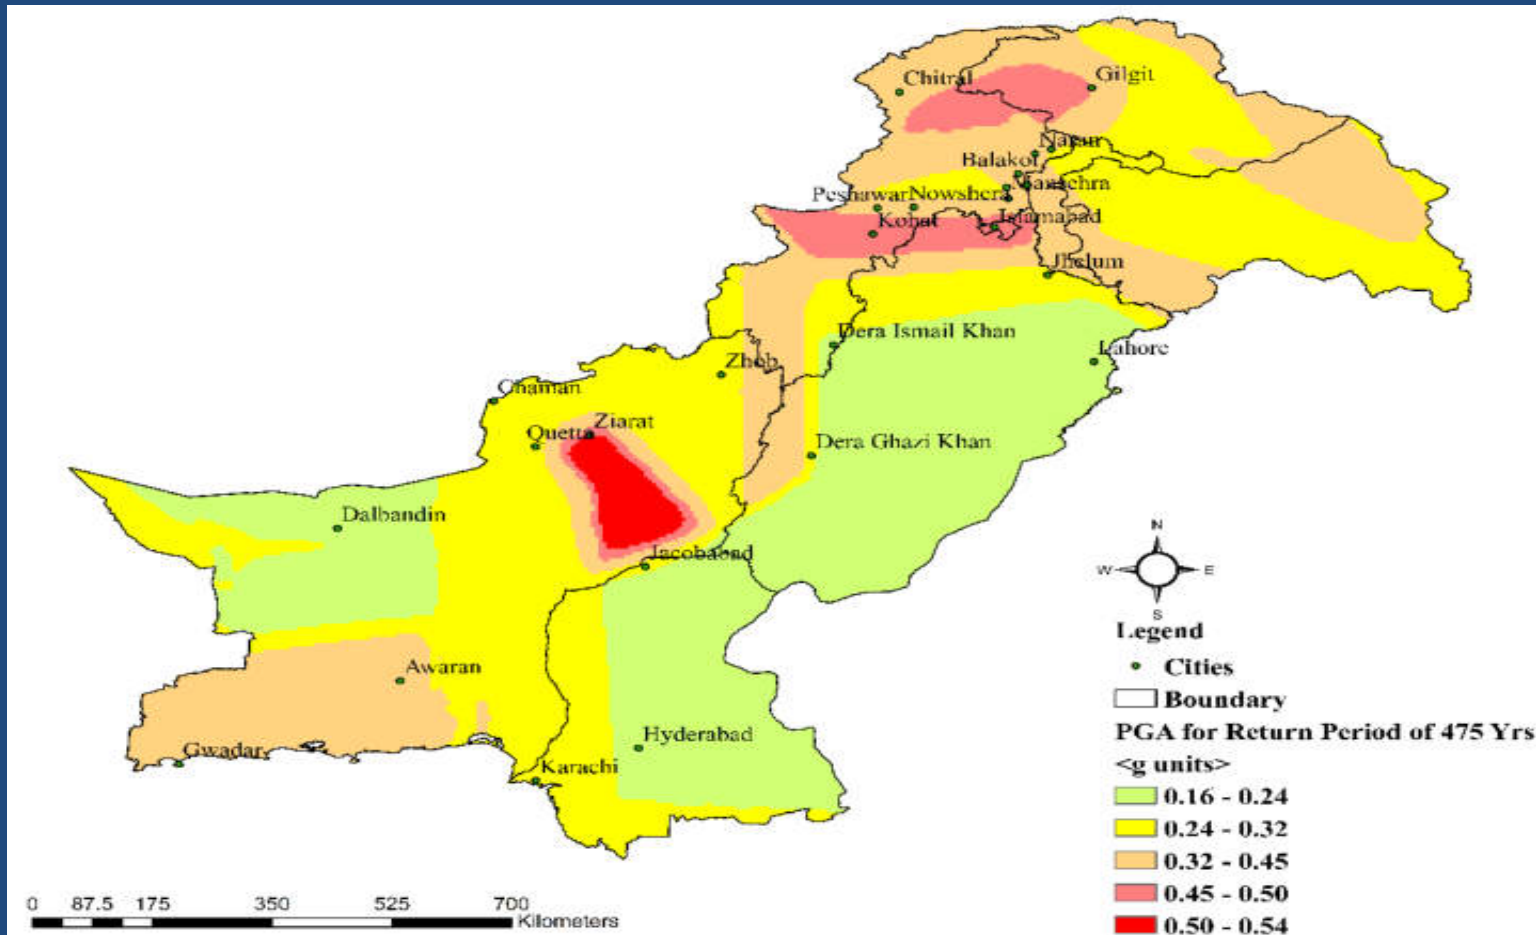 Chitral
Gilgit
Naran
Balakot
Mansehra
Peshawar
Nowshera
Kohat
Islamabad
Jhelum
Dera Ismail Khan
Lahore
Zhob
Chaman
Ziarat
Quetta
Dera Ghazi Khan
Dalbandin
Jacobabad
Awaran
Hyderabad
Gwadar
Karachi
N
W E
S
Legend
Cities
Boundary
PGA for Return Period of 475 Yrs
<g units>
0.16 - 0.24
0.24 - 0.32
0.32 - 0.45
0.45 - 0.50
0.50 - 0.54
0 87.5 175 350 525 700
Kilometers